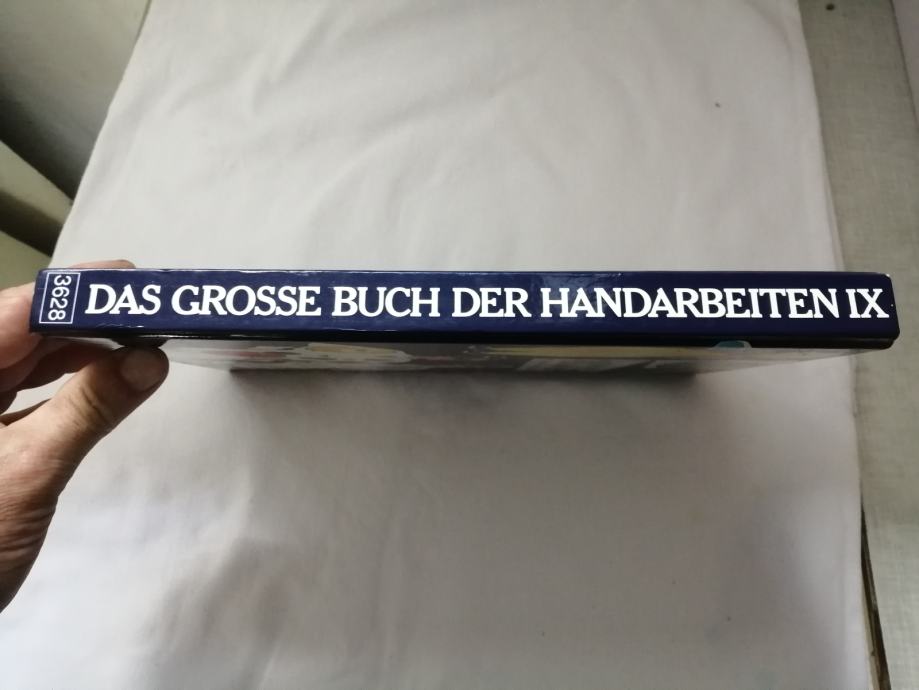 3628
DAS GROSSE BUCH DER HANDARBEITEN IX